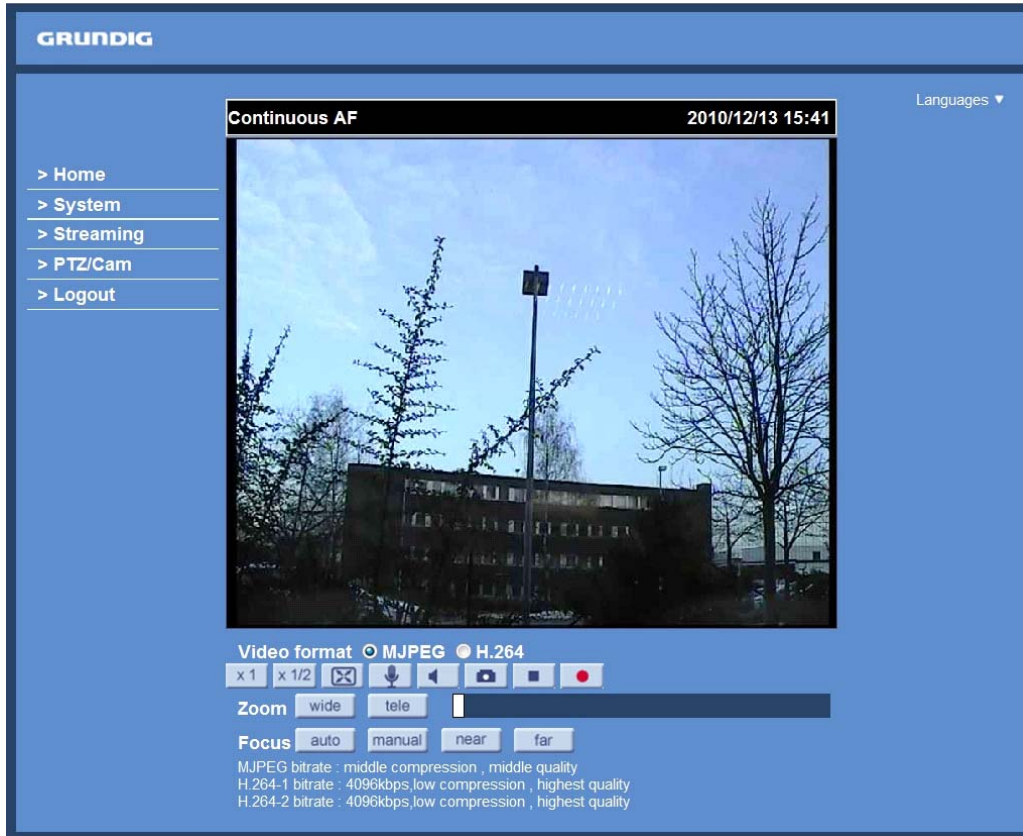 GRUNDIG
Languages ▼
Continuous AF 2010/12/13 15:41
> Home
> System
> Streaming
> PTZ/Cam
> Logout
Video format MJPEG H.264
x 1 x 1/2
Zoom wide tele
Focus auto manual near far
MJPEG bitrate : middle compression , middle quality
H.264-1 bitrate : 4096kbps,low compression , highest quality
H.264-2 bitrate : 4096kbps,low compression , highest quality